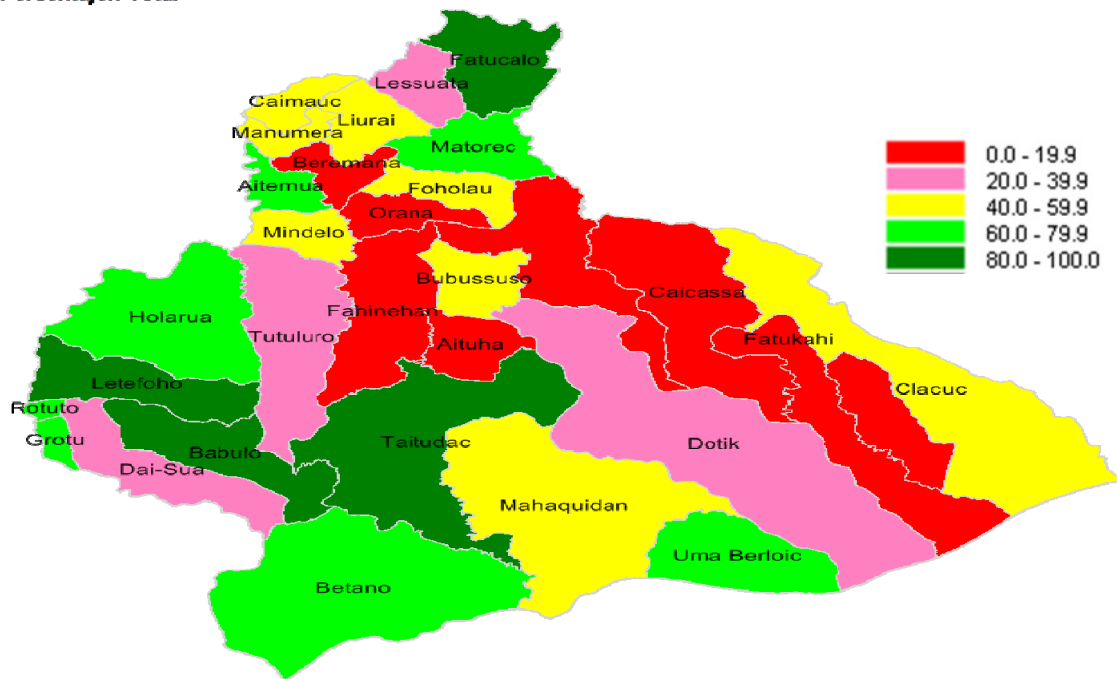 Fatucalo
Lessuata
Caimauc
Liurai
Manumera
Matorec
Beremana
Aitemua
Foholau
Orana
Mindelo
Bubussuso
Caicassa
Holarua
Fahinehan
Tutuluro
Aituha
Fatukahi
Letefoho
Clacuc
Rotuto
Grotu
Taitudac
Dotik
Babulo
Dai-Sua
Mahaquidan
Uma Berloic
Betano
0.0 - 19.9
20.0 - 39.9
40.0 - 59.9
60.0 - 79.9
80.0 - 100.0